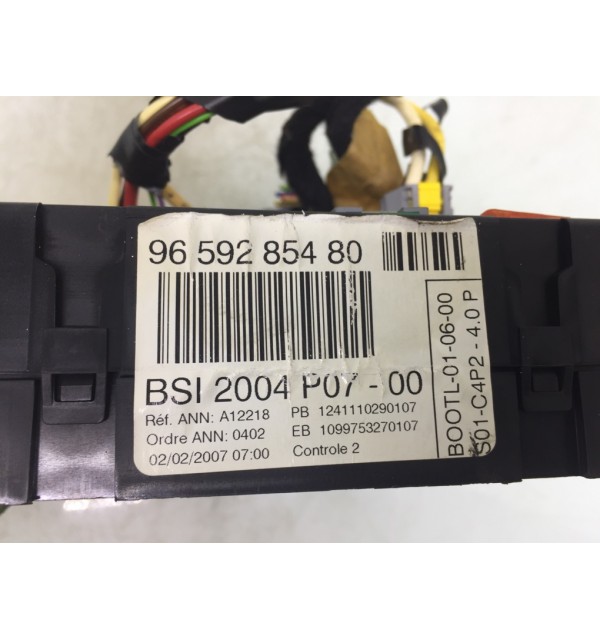 96 592 854 80
BSI 2004 P07 - 00
Réf. ANN: A12218 PB 1241110290107
Ordre ANN: 0402 EB 1099753270107
02/02/2007 07:00 Controle 2
BOOTL-01-06-00
S01-C4P2 - 4.0 P